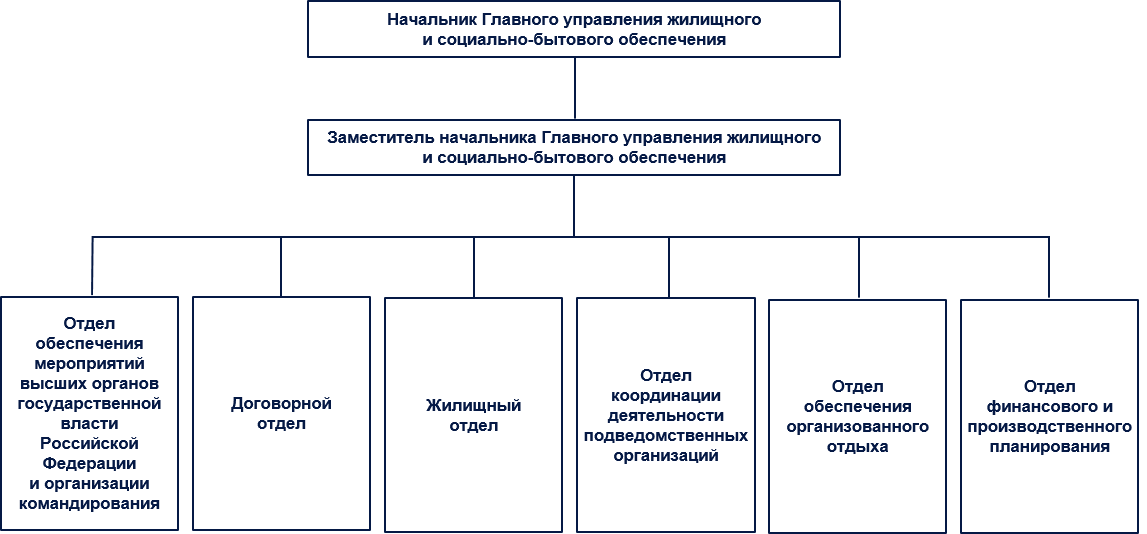 Начальник Главного управления жилищного
и социально-бытового обеспечения
Заместитель начальника Главного управления жилищного
и социально-бытового обеспечения
Отдел
обеспечения
мероприятий
высших органов
государственной
власти
Российской
Федерации
и организации
командирования
Договорной
отдел
Жилищный
отдел
Отдел
координации
деятельности
подведомственных
организаций
Отдел
обеспечения
организованного
отдыха
Отдел
финансового и
производственного
планирования